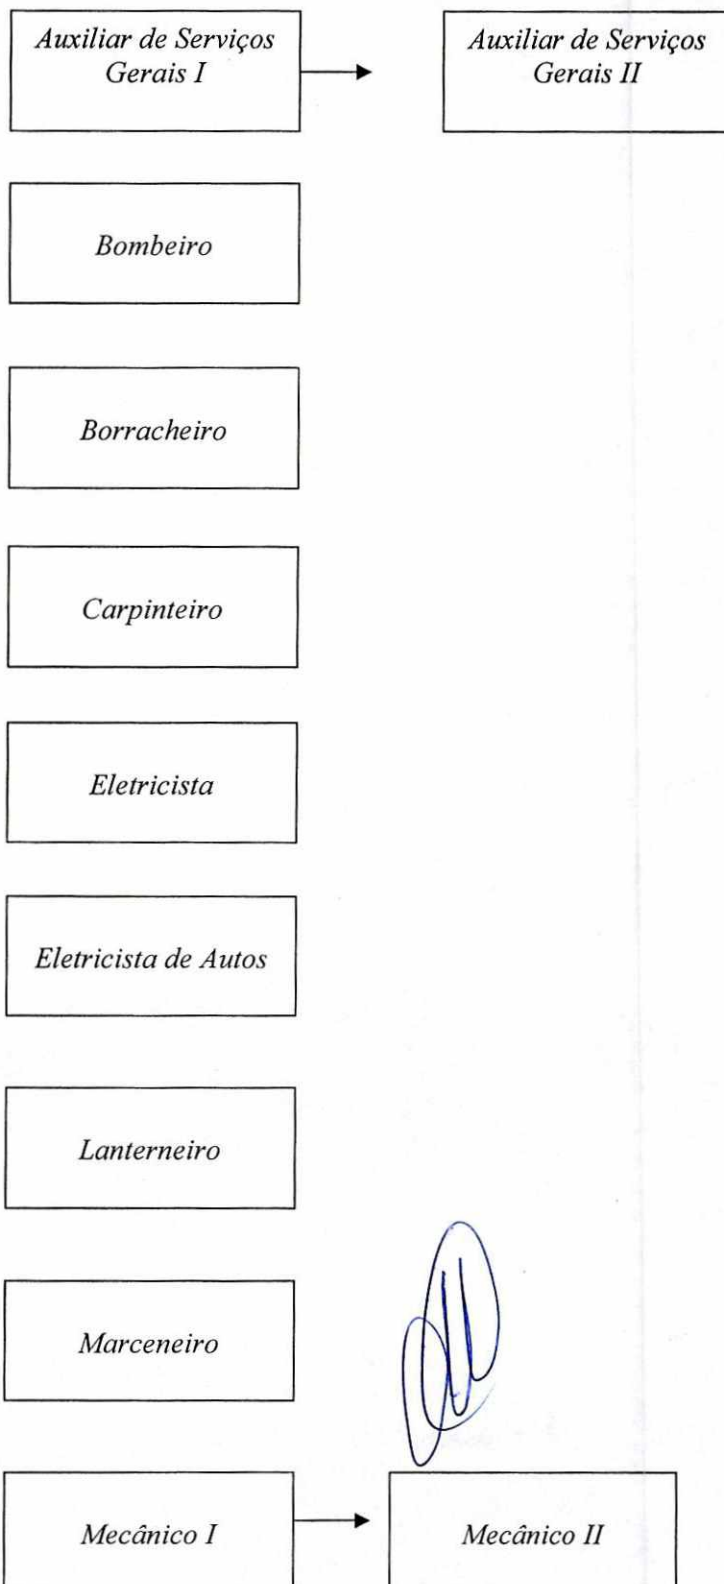 Auxiliar de Serviços
Gerais I
Auxiliar de Serviços
Gerais II
Bombeiro
Borracheiro
Carpinteiro
Eletricista
Eletricista de Autos
Lanterneiro
Marceneiro
Mecânico I
Mecânico II